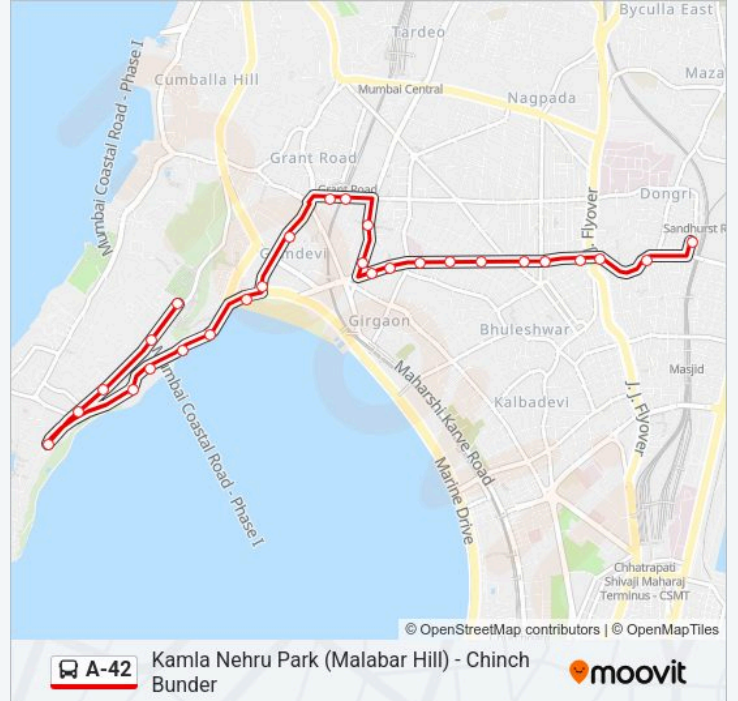 Byculla East
Tardeo
Cumballa Hill
Mumbai Central
Maza
Nagpada
Mumbai Coastal Road - Phase I
Grant Road
Grant Road
Dongri
J. Flyover
Sandhurst R
Gamdevi
Girgaon
Bhuleshwar
Mumbai Coastal Road - Phase I
Maharshi Karve Road
Masjid
Kalbadevi
J. J. Flyover
Marine Drive
Chhatrapati
Shivaji Maharaj
Terminus - CSMT
© OpenStreetMap contributors | © OpenMapTiles
A-42
Kamla Nehru Park (Malabar Hill) - Chinch
Bunder
moovit